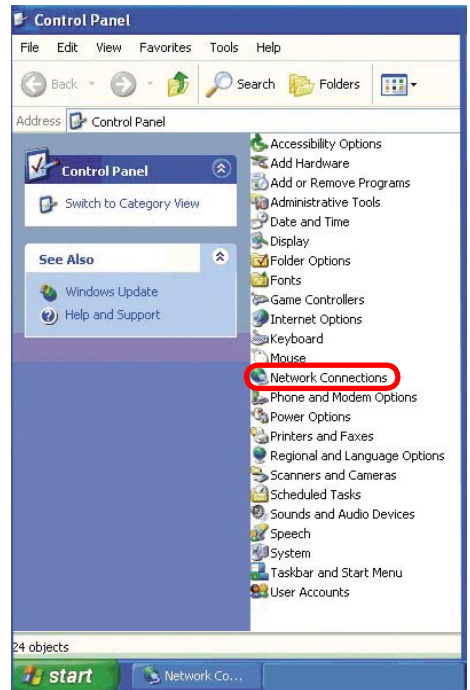 Control Panel
File Edit View Favorites Tools Help
Back Search Folders
Address Control Panel
Control Panel
Switch to Category View
See Also
Windows Update
Help and Support
Accessibility Options
Add Hardware
Add or Remove Programs
Administrative Tools
Date and Time
Display
Folder Options
Fonts
Game Controllers
Internet Options
Keyboard
Mouse
Network Connections
Phone and Modem Options
Power Options
Printers and Faxes
Regional and Language Options
Scanners and Cameras
Scheduled Tasks
Sounds and Audio Devices
Speech
System
Taskbar and Start Menu
User Accounts
24 objects
start Network Co...